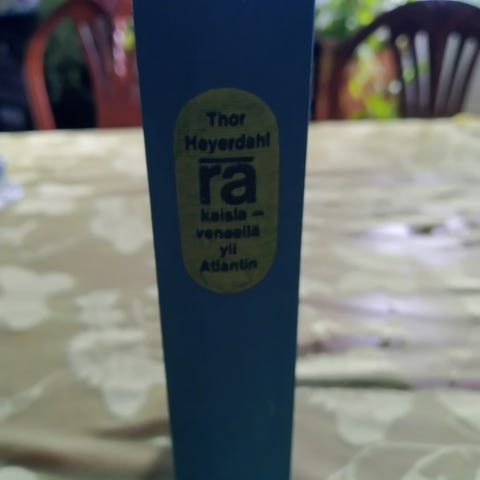 Thor
Heyerdahl
ra
kaisla -
veneellä
yli
Atlantin